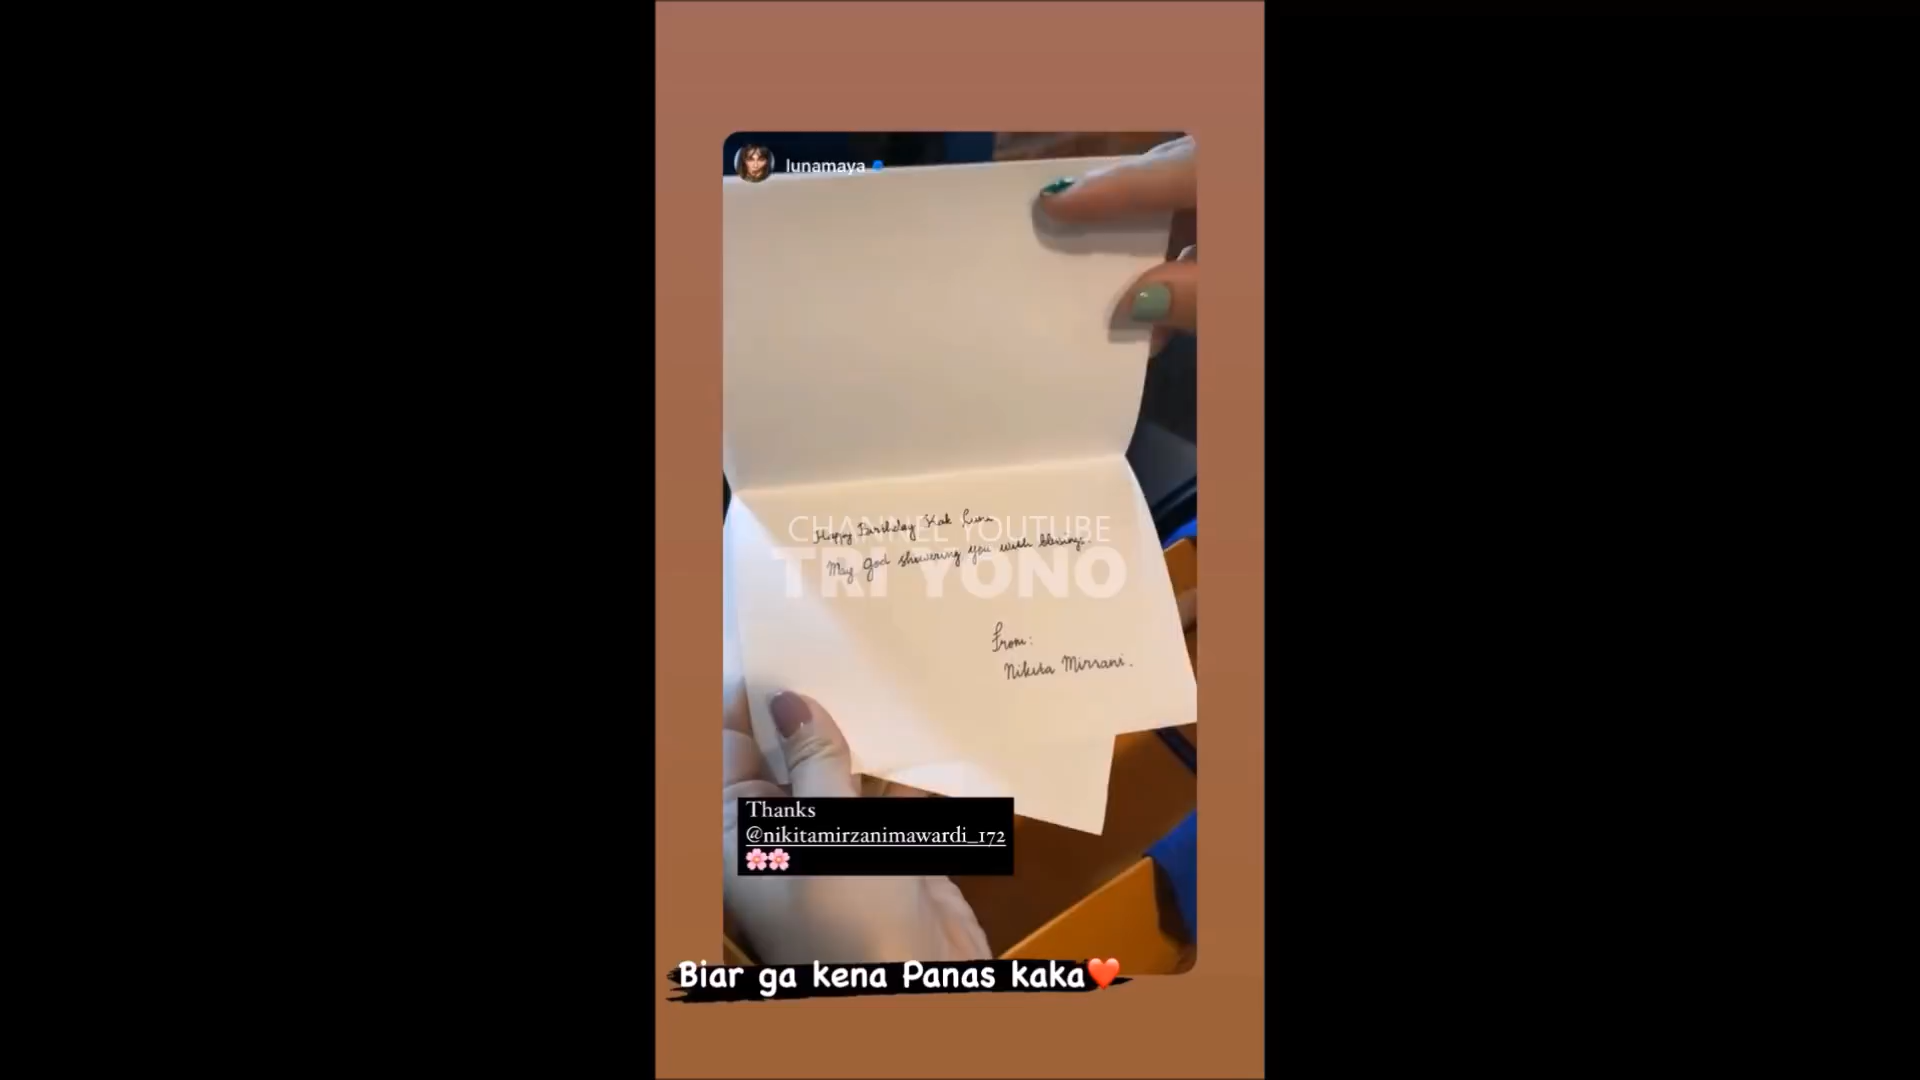 lunamaya
Happy Birthday Kak Luna
May God showering you with blessings.
CHANNEL YOUTUBE
TRI YONO
From:
Nikita Mirzani.
Thanks
@nikitamirzanimawardi_172
🌸🌸
Biar ga kena Panas kaka❤️